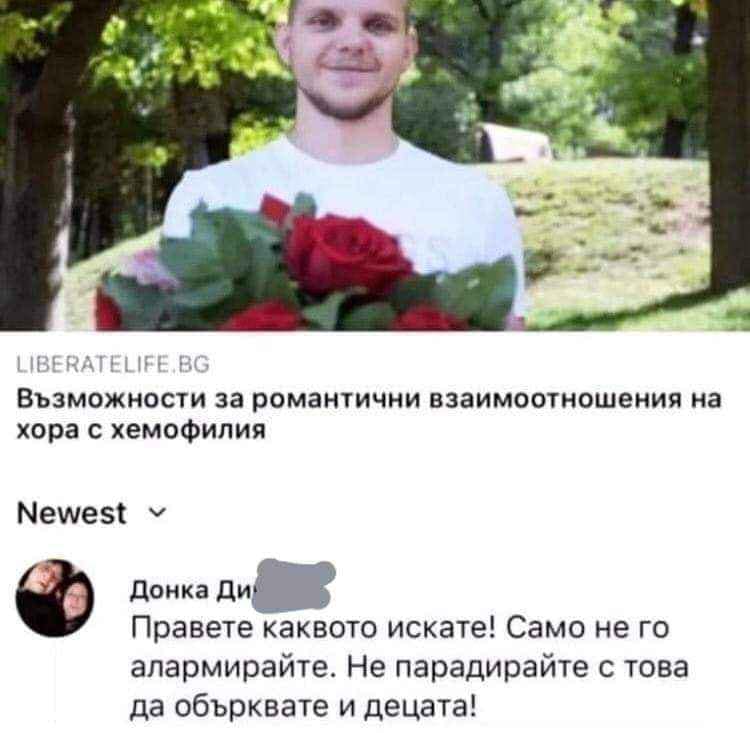 LIBERATELIFE.BG
Възможности за романтични взаимоотношения на
хора с хемофилия
Newest
Донка Ди
Правете каквото искате! Само не го
алармирайте. Не парадирайте с това
да обърквате и децата!